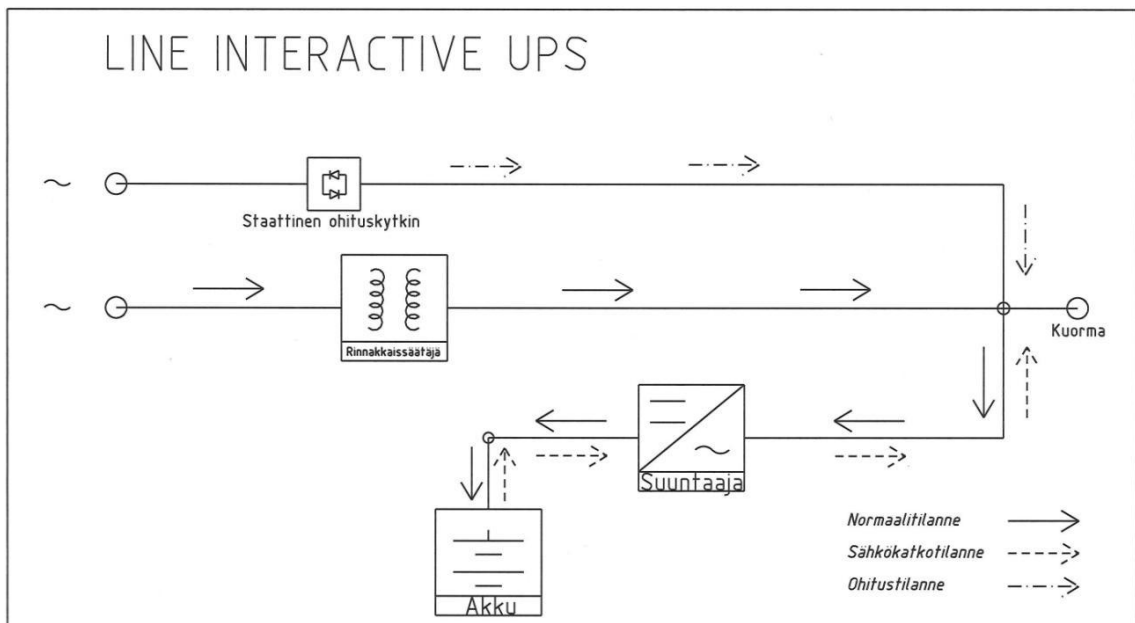 LINE INTERACTIVE UPS
Staattinen ohituskytkin
Rinnakkaissäätäjä
Kuorma
Suuntaaja
Akku
Normaalitilanne
Sähkökatkotilanne
Ohitustilanne